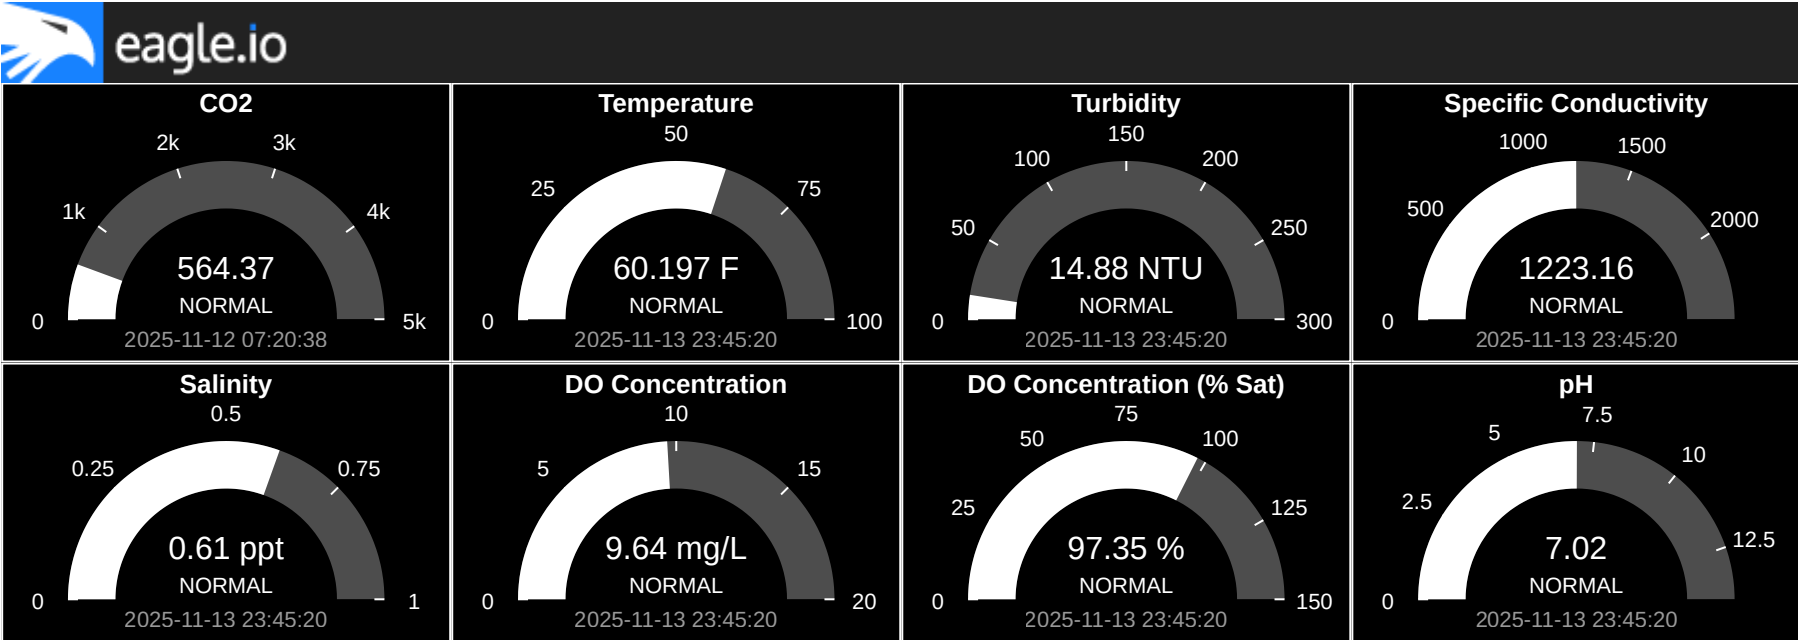 eagle.io
CO2
2k 3k
1k 4k
564.37
NORMAL
0 5k
2025-11-12 07:20:38
Temperature
50
25 75
60.197 F
NORMAL
0 100
2025-11-13 23:45:20
Turbidity
150
100 200
50 250
14.88 NTU
NORMAL
0 300
2025-11-13 23:45:20
Specific Conductivity
1000 1500
500 2000
1223.16
NORMAL
0
2025-11-13 23:45:20
Salinity
0.5
0.25 0.75
0.61 ppt
NORMAL
0 1
2025-11-13 23:45:20
DO Concentration
10
5 15
9.64 mg/L
NORMAL
0 20
2025-11-13 23:45:20
DO Concentration (% Sat)
75
50 100
25 125
97.35 %
NORMAL
0 150
2025-11-13 23:45:20
pH
7.5
5 10
2.5 12.5
7.02
NORMAL
0
2025-11-13 23:45:20